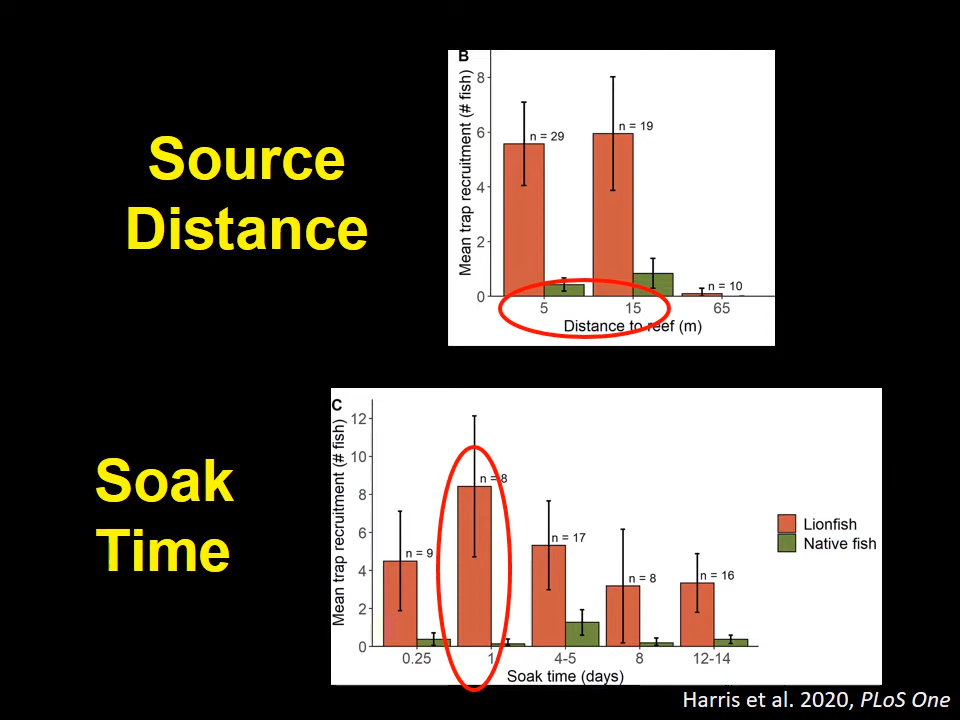 Source
Distance
B
Mean trap recruitment (# fish)
8
6
4
2
0
n = 29
n = 19
n = 10
5 15 65
Distance to reef (m)
Soak
Time
C
Mean trap recruitment (# fish)
12
10
8
6
4
2
0
n = 9
n = 8
n = 17
n = 8
n = 16
0.25 1 4-5 8 12-14
Soak time (days)
Lionfish
Native fish
Harris et al. 2020, PLoS One